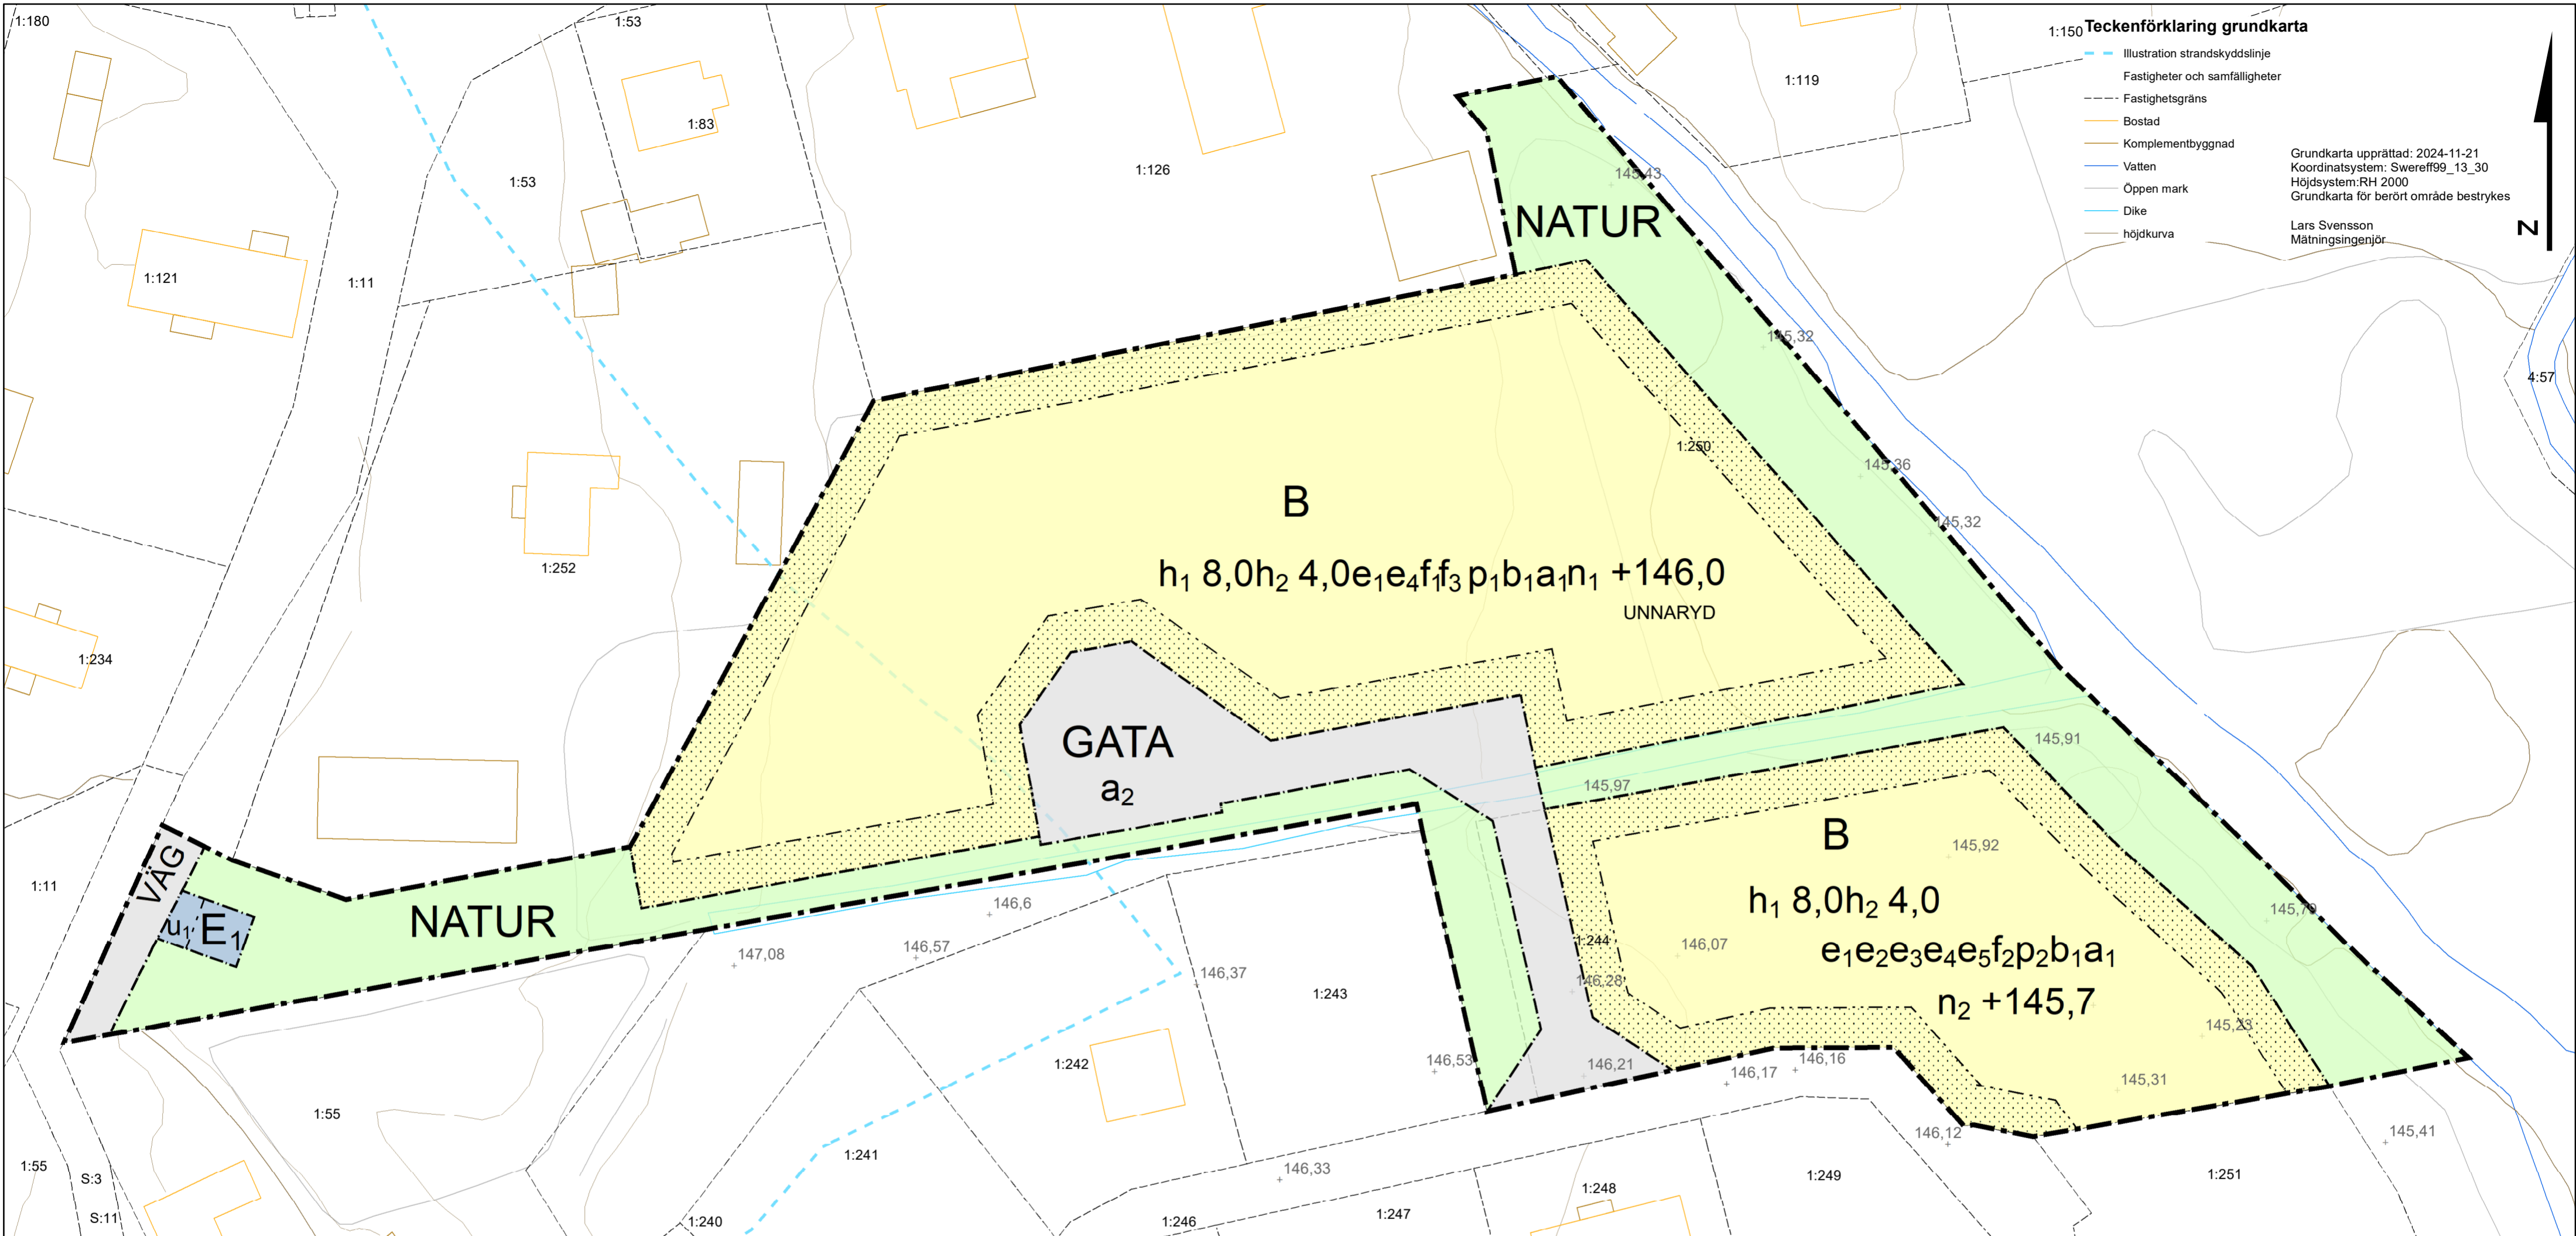 1:180
1:53
1:150
Teckenförklaring grundkarta
Illustration strandskyddslinje
Fastigheter och samfälligheter
Fastighetsgräns
Bostad
Komplementbyggnad
Vatten
Öppen mark
Dike
höjdkurva
Grundkarta upprättad: 2024-11-21
Koordinatsystem: Swereff99_13_30
Höjdsystem:RH 2000
Grundkarta för berört område bestrykes
Lars Svensson
Mätningsingenjör
N
1:119
1:83
1:126
1:53
145,43
NATUR
1:121
1:11
145,32
4:57
1:250
145,36
B
145,32
1:252
h1 8,0h2 4,0e1e4f1f3p1b1a1n1 +146,0
UNNARYD
1:234
GATA
a2
145,91
145,97
B
145,92
VÄG
1:11
h1 8,0h2 4,0
146,6
145,79
NATUR
u1
E1
1:244
146,07
e1e2e3e4e5f2p2b1a1
146,57
147,08
146,37
146,28
1:243
n2 +145,7
145,23
1:242
146,53
146,21
146,17
146,16
145,31
1:55
146,12
145,41
1:241
1:55
S:3
146,33
1:249
1:251
1:248
S:11
1:240
1:246
1:247